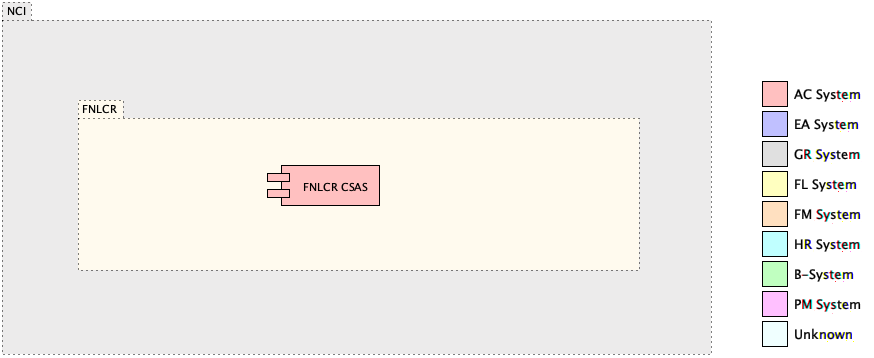 NCI
FNLCR
FNLCR CSAS
AC System
EA System
GR System
FL System
FM System
HR System
B-System
PM System
Unknown